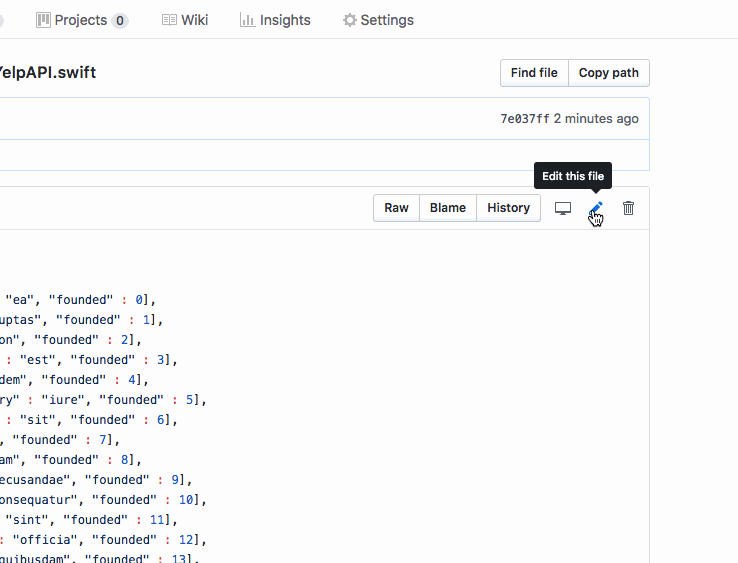 Projects 0 Wiki Insights Settings
YelpAPI.swift Find file Copy path
7e037ff 2 minutes ago
Edit this file
Raw Blame History
"ea", "founded" : 0],
uptas", "founded" : 1],
on", "founded" : 2],
: "est", "founded" : 3],
dem", "founded" : 4],
ry" : "iure", "founded" : 5],
: "sit", "founded" : 6],
, "founded" : 7],
am", "founded" : 8],
ecusandae", "founded" : 9],
onsequatur", "founded" : 10],
"sint", "founded" : 11],
: "officia", "founded" : 12],
quibusdam", "founded" : 13],